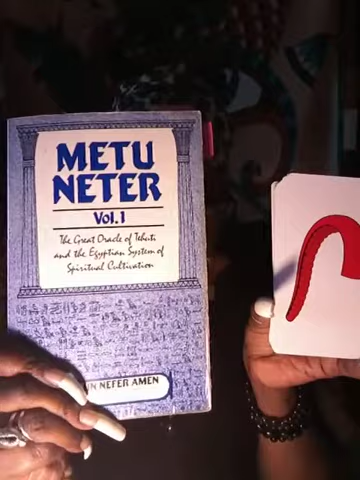 METU
NETER
Vol. 1
The Great Oracle of Tehuti
and the Egyptian System of
Spiritual Cultivation
N NEFER AMEN